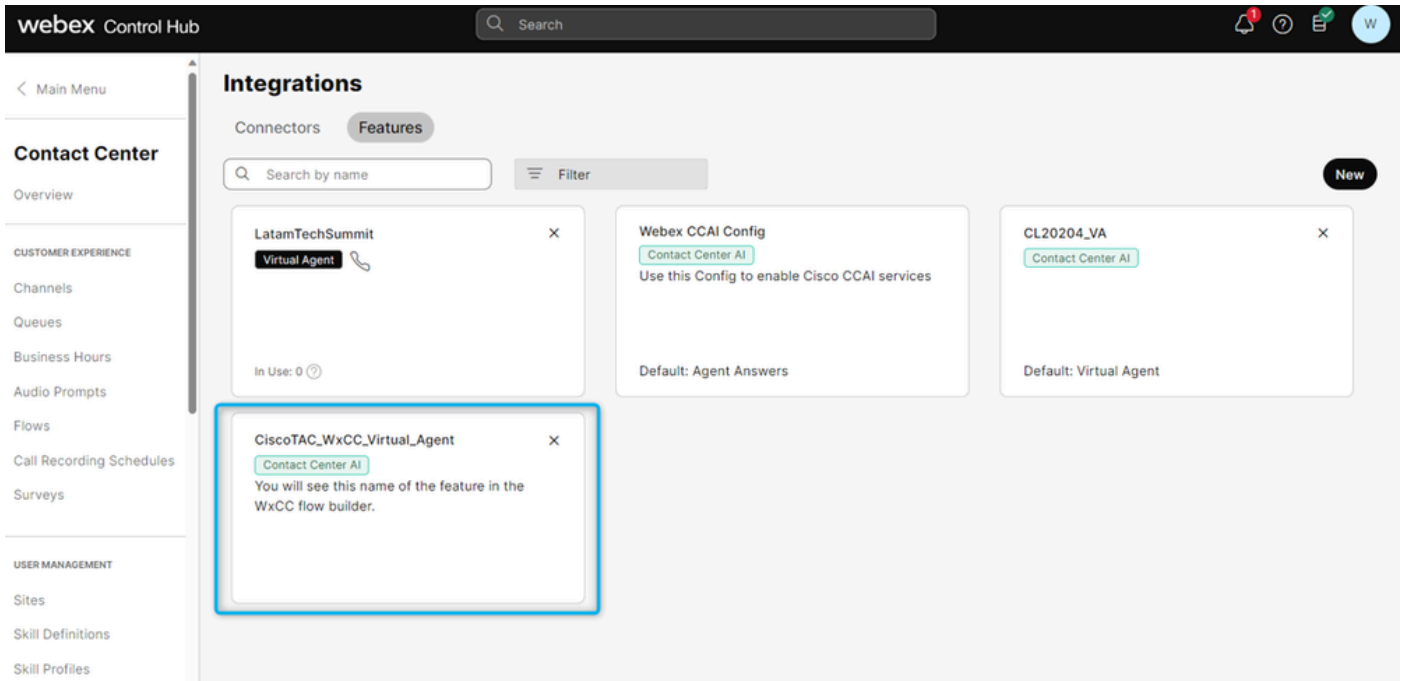 webex Control Hub
Search
1
W
Main Menu
Contact Center
Overview
CUSTOMER EXPERIENCE
Channels
Queues
Business Hours
Audio Prompts
Flows
Call Recording Schedules
Surveys
USER MANAGEMENT
Sites
Skill Definitions
Skill Profiles
Integrations
Connectors Features
Search by name Filter New
LatamTechSummit
Virtual Agent
In Use: 0
Webex CCAI Config
Contact Center AI
Use this Config to enable Cisco CCAI services
Default: Agent Answers
CL20204_VA
Contact Center AI
Default: Virtual Agent
CiscoTAC_WxCC_Virtual_Agent
Contact Center AI
You will see this name of the feature in the
WxCC flow builder.